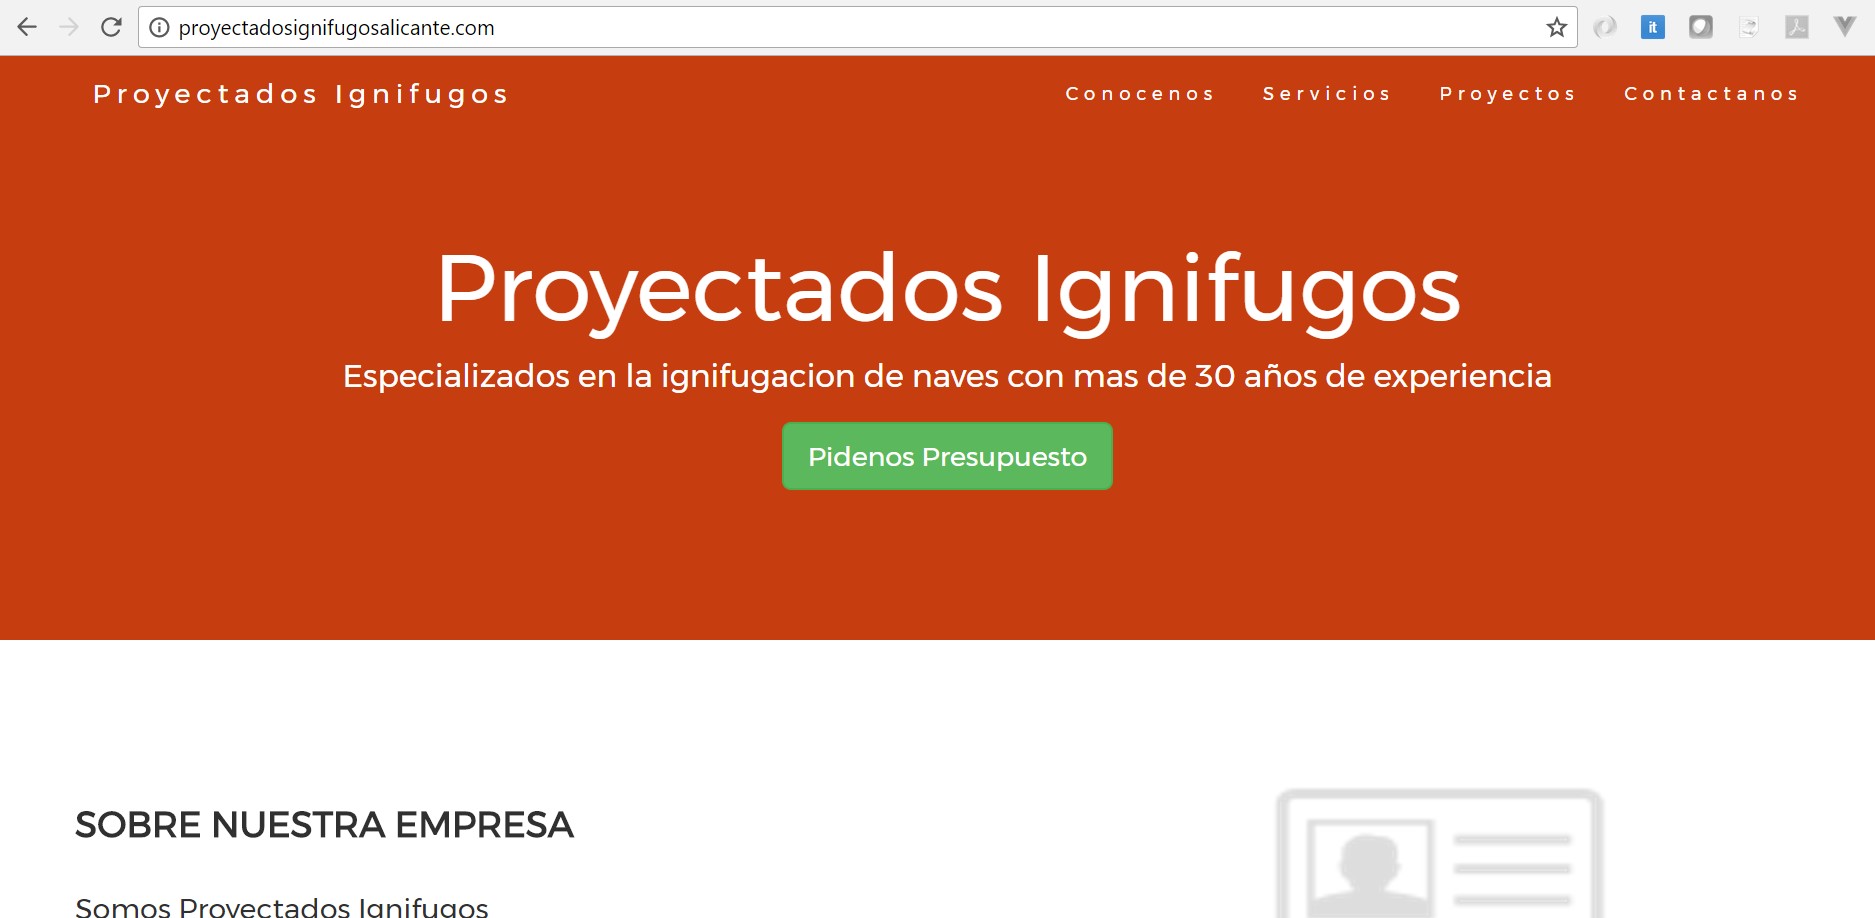 proyectadosignifugosalicante.com
it
Proyectados Ignifugos
Conocenos Servicios Proyectos Contactanos
Proyectados Ignifugos
Especializados en la ignifugacion de naves con mas de 30 años de experiencia
Pidenos Presupuesto
SOBRE NUESTRA EMPRESA
Somos Proyectados Ignifugos